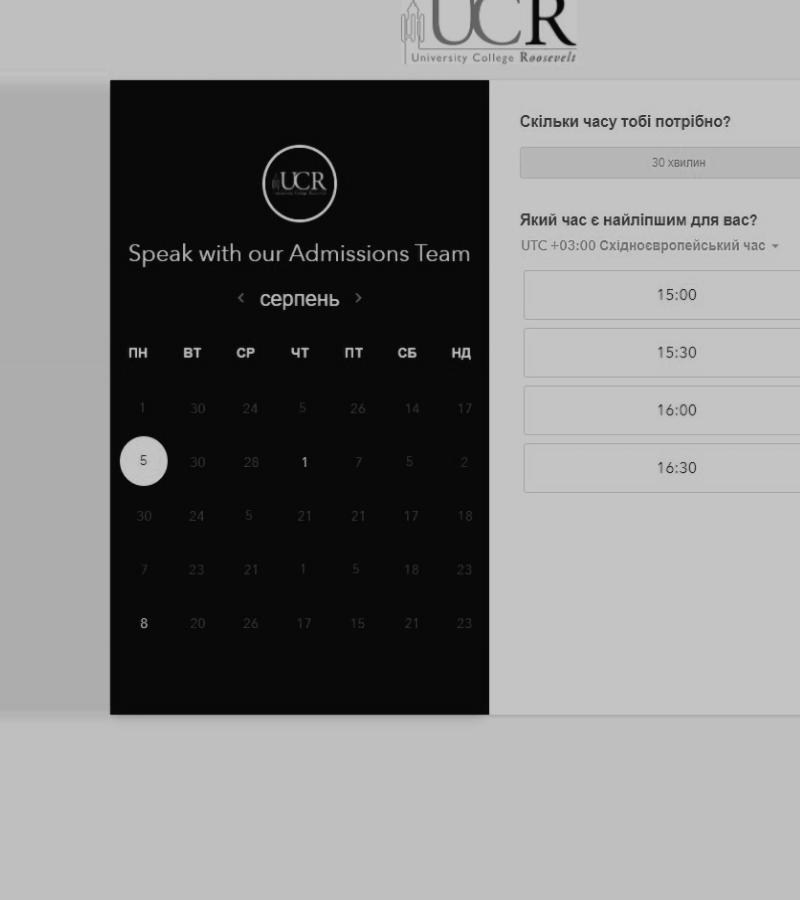 UCR
University College Roosevelt
UCR
Speak with our Admissions Team
серпень
ПН ВТ СР ЧТ ПТ СБ НД
1 30 24 5 26 14 17
5 30 28 1 7 5 2
30 24 5 21 21 17 18
7 23 21 1 5 18 23
8 20 26 17 15 21 23
Скільки часу тобі потрібно?
30 хвилин
Який час є найліпшим для вас?
UTC +03:00 Східноєвропейський час
15:00
15:30
16:00
16:30